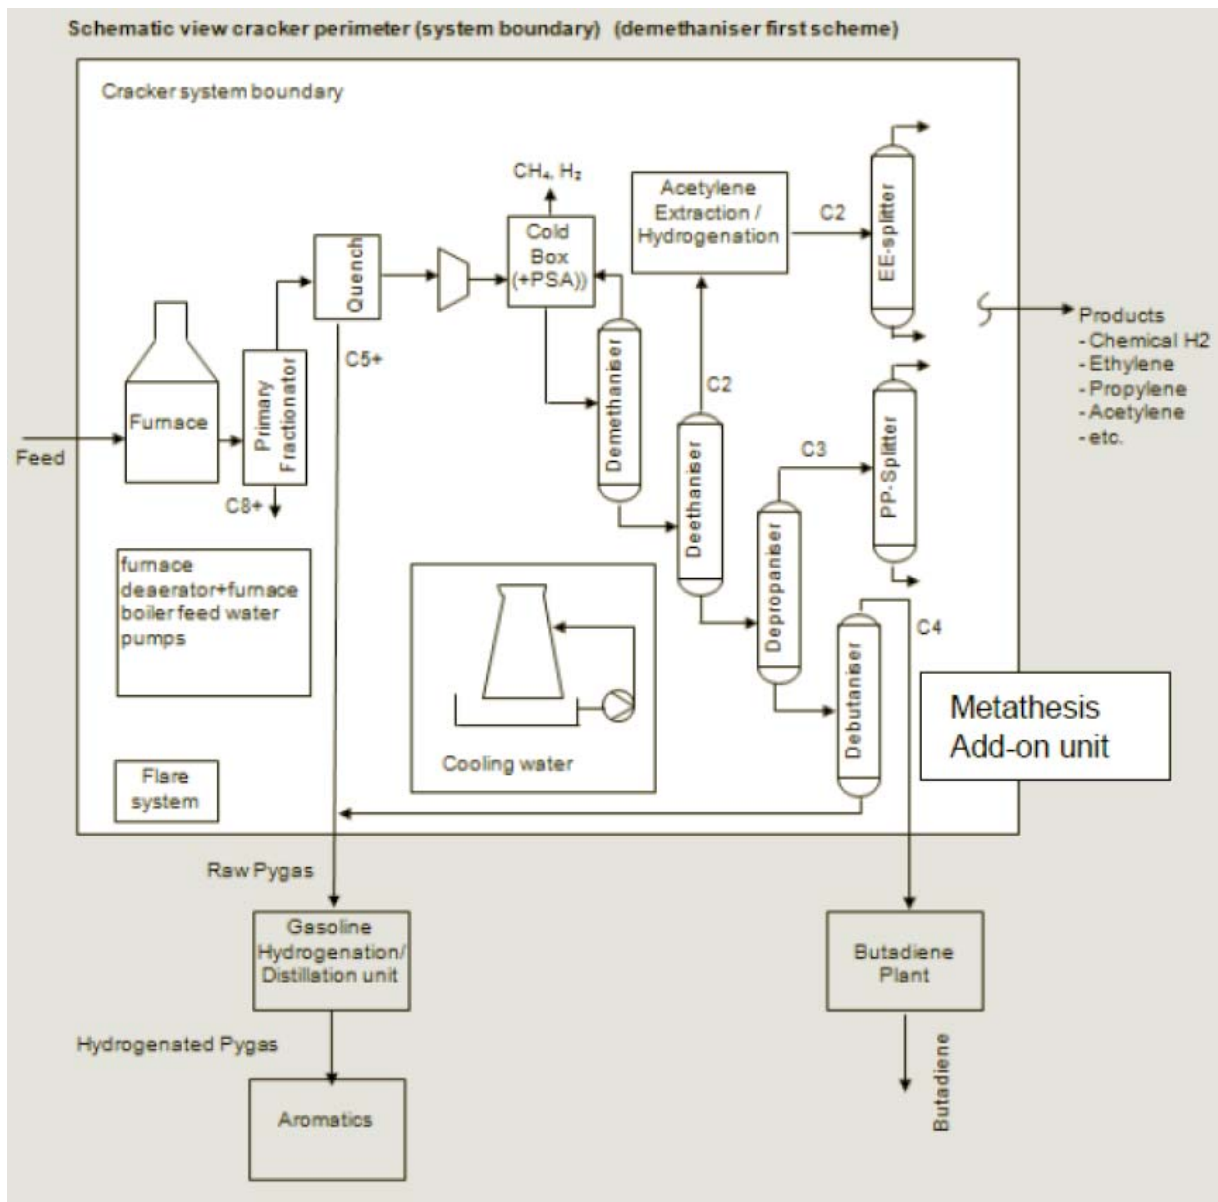 Schematic view cracker perimeter (system boundary) (demethaniser first scheme)
Cracker system boundary
CH₄, H₂
Acetylene
Extraction /
Hydrogenation
C2
EE-splitter
Cold
Box
(+PSA))
Quench
Products
- Chemical H2
- Ethylene
- Propylene
- Acetylene
- etc.
C5+
C2
Demethaniser
Furnace
Primary
Fractionator
Feed
C8+
C3
PP-Splitter
Deethaniser
Depropaniser
furnace
deaerator+furnace
boiler feed water
pumps
C4
Debutaniser
Metathesis
Add-on unit
Cooling water
Flare
system
Raw Pygas
Gasoline
Hydrogenation/
Distillation unit
Butadiene
Plant
Hydrogenated Pygas
Butadiene
Aromatics